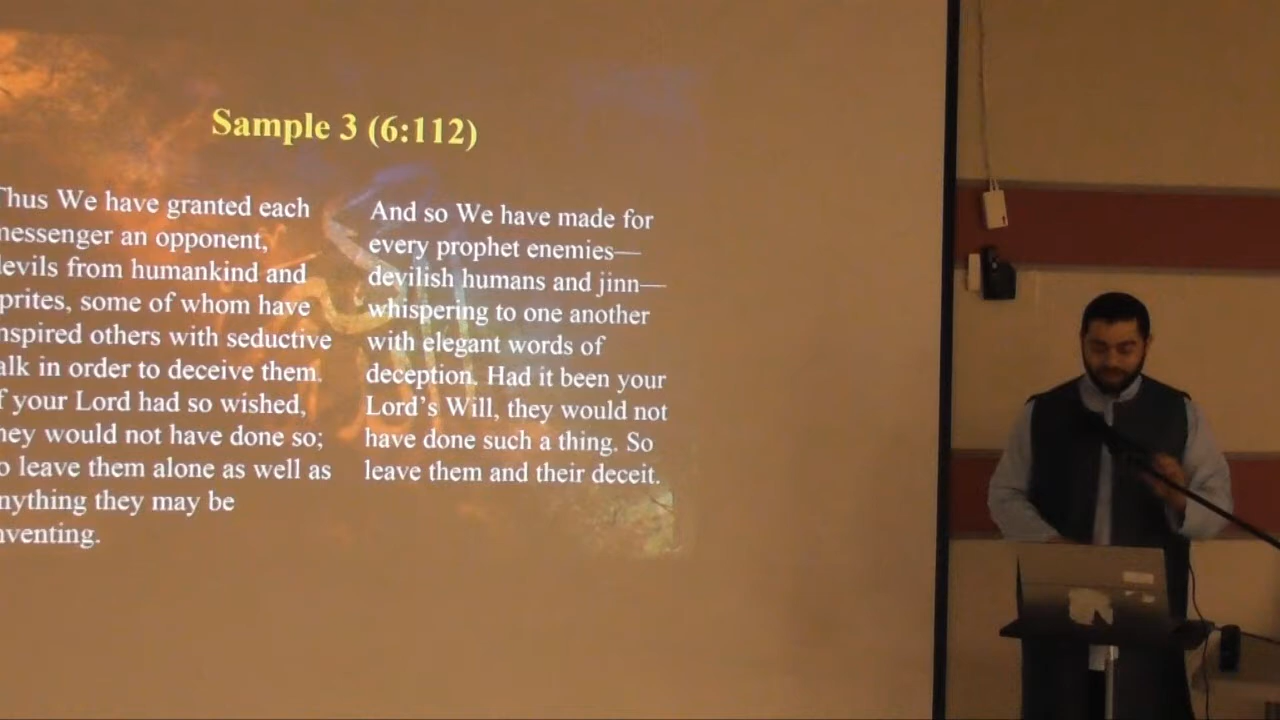 Sample 3 (6:112)
Thus We have granted each
messenger an opponent,
devils from humankind and
sprites, some of whom have
inspired others with seductive
talk in order to deceive them.
If your Lord had so wished,
they would not have done so;
so leave them alone as well as
anything they may be
inventing.
And so We have made for
every prophet enemies—
devilish humans and jinn—
whispering to one another
with elegant words of
deception. Had it been your
Lord's Will, they would not
have done such a thing. So
leave them and their deceit.